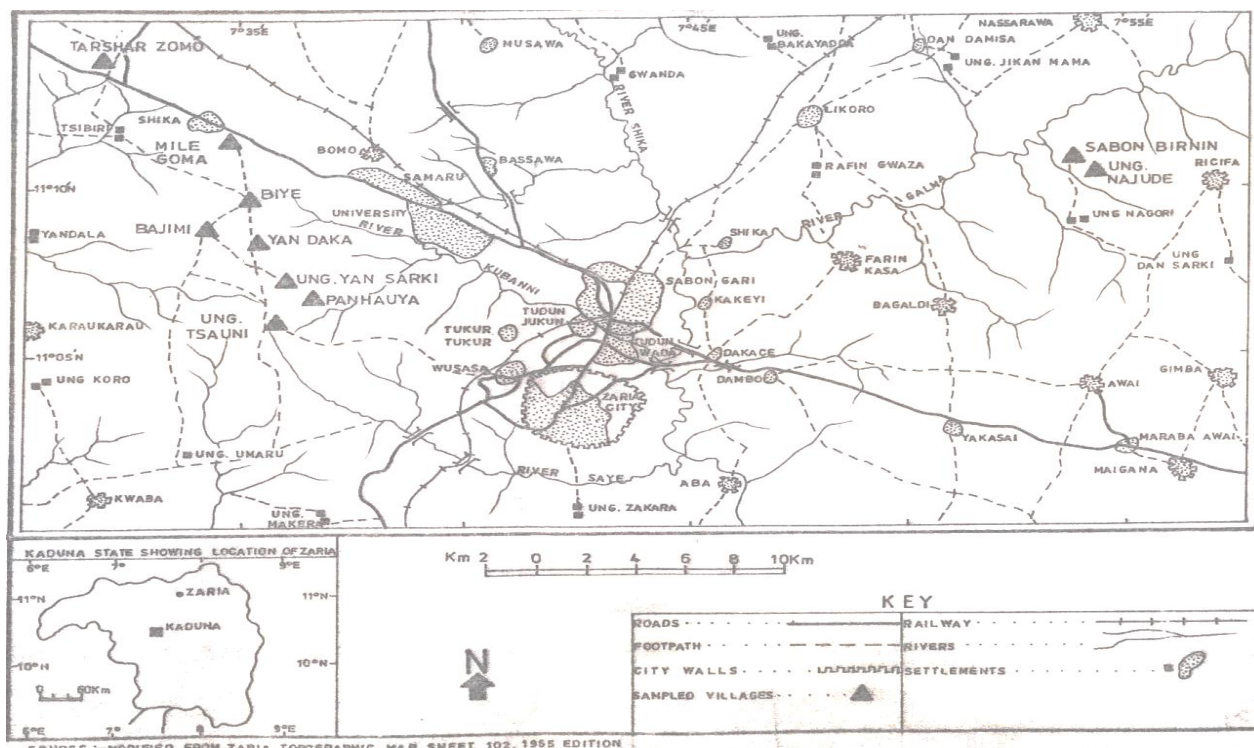 7°35E
7°45E
7°55E
NASSARAWA
TARSHAR ZOMO
MUSAWA
UNG.
BAKAYADDA
DAN DAMISA
UNG. JIKAN MAMA
GWANDA
RIVER SHIKA
LIKORO
SHIKA
TSIBIRI
MILE
GOMA
BOMO
BASSAWA
SABON BIRNIN
UNG.
NAJUDE
RICIFA
RAFIN GWAZA
11°10N
SAMARU
BIYE
UNIVERSITY
RIVER
KUBANNI
RIVER GALMA
UNG NAGORI
YANDALA
BAJIMI
YAN DAKA
SHIKA
FARIN
KASA
UNG
DAN SARKI
UNG. YAN SARKI
SABON GARI
PANHAUYA
KAKEYI
BAGALDI
UNG.
TSAUNI
TUDUN
JUKUN
TUKUR
TUKUR
KARAUKARAU
TUDUN
WADA
DAKACE
11°05N
WUSASA
UNG KORO
DAMBO
AWAI
GIMBA
ZARIA
CITY
YAKASAI
MARABA AWAI
MAIGANA
UNG. UMARU
RIVER SAYE
ABA
KWABA
UNG.
MAKERA
UNG. ZAKARA
KADUNA STATE SHOWING LOCATION OF ZARIA
6°E
7°
8°
9°E
11°N
11°N
ZARIA
KADUNA
10°N
10°N
0 60Km
6°E
7°
8°
9°E
N
Km 2 0 2 4 6 8 10Km
KEY
ROADS
RAILWAY
FOOTPATH
RIVERS
CITY WALLS
SETTLEMENTS
SAMPLED VILLAGES
SOURCE: MODIFIED FROM ZARIA TOPOGRAPHIC MAP SHEET 102, 1955 EDITION